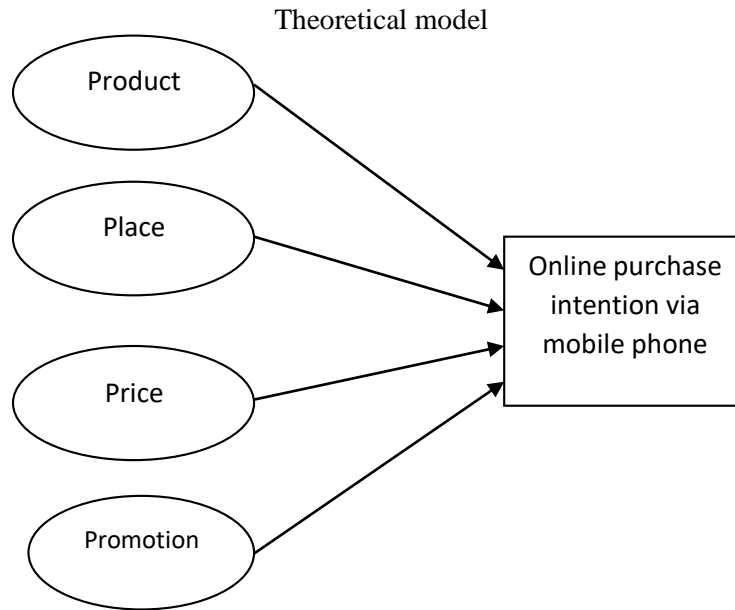 Theoretical model
Product
Place
Price
Promotion
Online purchase
intention via
mobile phone